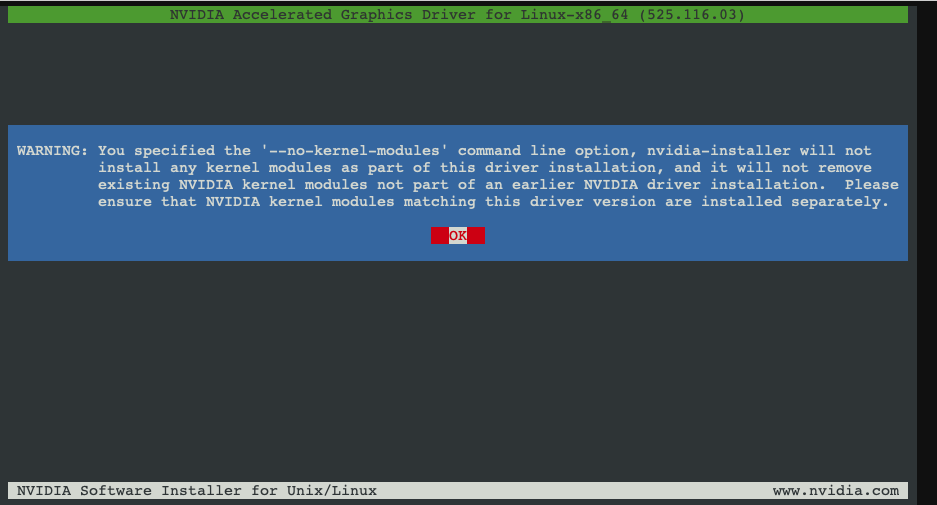 NVIDIA Accelerated Graphics Driver for Linux-x86_64 (525.116.03)
WARNING: You specified the '--no-kernel-modules' command line option, nvidia-installer will not
install any kernel modules as part of this driver installation, and it will not remove
existing NVIDIA kernel modules not part of an earlier NVIDIA driver installation.  Please
ensure that NVIDIA kernel modules matching this driver version are installed separately.
OK
NVIDIA Software Installer for Unix/Linux www.nvidia.com